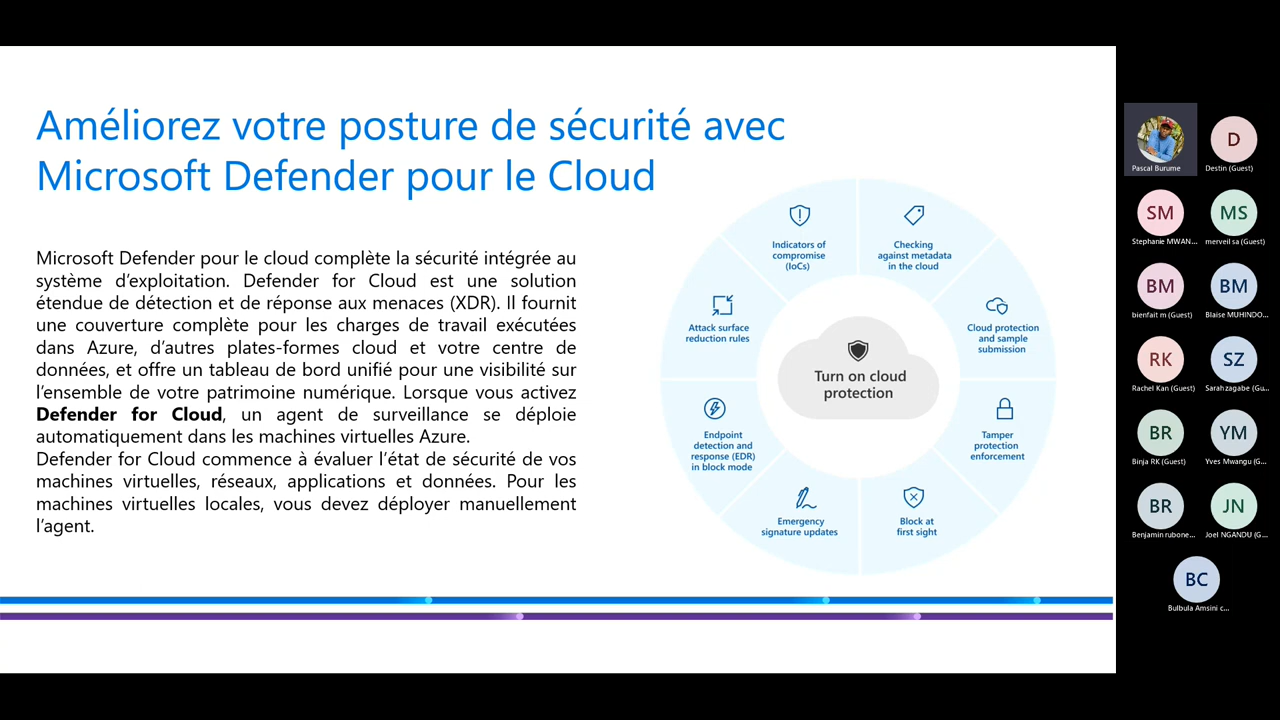 Améliorez votre posture de sécurité avec
Microsoft Defender pour le Cloud
Microsoft Defender pour le cloud complète la sécurité intégrée au
système d’exploitation. Defender for Cloud est une solution
étendue de détection et de réponse aux menaces (XDR). Il fournit
une couverture complète pour les charges de travail exécutées
dans Azure, d’autres plates-formes cloud et votre centre de
données, et offre un tableau de bord unifié pour une visibilité sur
l’ensemble de votre patrimoine numérique. Lorsque vous activez
Defender for Cloud, un agent de surveillance se déploie
automatiquement dans les machines virtuelles Azure.
Defender for Cloud commence à évaluer l’état de sécurité de vos
machines virtuelles, réseaux, applications et données. Pour les
machines virtuelles locales, vous devez déployer manuellement
l’agent.
Indicators of
compromise
(IoCs)
Checking
against metadata
in the cloud
Attack surface
reduction rules
Cloud protection
and sample
submission
Turn on cloud
protection
Endpoint
detection and
response (EDR)
in block mode
Tamper
protection
enforcement
Emergency
signature updates
Block at
first sight
Pascal Burume
D
Destin (Guest)
SM
Stephanie MWAN...
MS
merveil sa (Guest)
BM
bienfait m (Guest)
BM
Blaise MUHINDO...
RK
Rachel Kan (Guest)
SZ
Sarahzagabe (Gu...
BR
Binja RK (Guest)
YM
Yves Mwangu (G...
BR
Benjamin rubone...
JN
Joel NGANDU (G...
BC
Bulbula Amsini c...